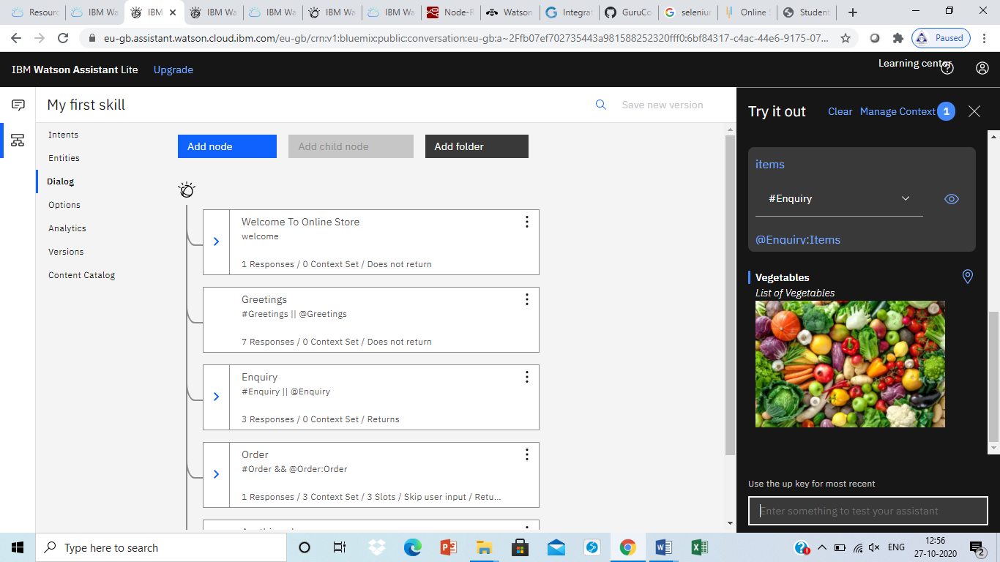 Resourc
IBM Wa
IBM
IBM Wa
IBM Wa
IBM Wa
IBM Wa
Node-R
Watson
Integrat
GuruCo
seleniur
Online
Student
eu-gb.assistant.watson.cloud.ibm.com/eu-gb/crn:v1:bluemix:public:conversation:eu-gb:a~2Ffb07ef702735443a981588252320fff0:6bf84317-c4ac-44e6-9175-07...
Paused
IBM Watson Assistant Lite
Upgrade
Learning center
My first skill
Save new version
Intents
Entities
Dialog
Options
Analytics
Versions
Content Catalog
Add node
Add child node
Add folder
Welcome To Online Store
welcome
1 Responses / 0 Context Set / Does not return
Greetings
#Greetings || @Greetings
7 Responses / 0 Context Set / Does not return
Enquiry
#Enquiry || @Enquiry
3 Responses / 0 Context Set / Returns
Order
#Order && @Order:Order
1 Responses / 3 Context Set / 3 Slots / Skip user input / Retu...
Try it out
Clear
Manage Context
1
items
#Enquiry
@Enquiry:Items
Vegetables
List of Vegetables
Use the up key for most recent
Enter something to test your assistant
Type here to search
ENG
12:56
27-10-2020
2